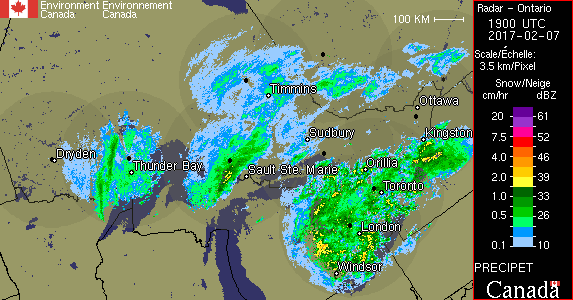 Environment Environnement
Canada Canada
100 KM
Timmins
Ottawa
Sudbury
Kingston
Dryden
Thunder Bay
Sault Ste. Marie
Orillia
Toronto
London
Windsor
Radar - Ontario
1900 UTC
2017-02-07
Scale/Échelle:
3.5 km/Pixel
Snow/Neige
cm/hr dBZ
20 61
7.5 52
4.0 46
2.0 39
1.0 33
0.5 26
0.1 10
PRECIPET
Canada